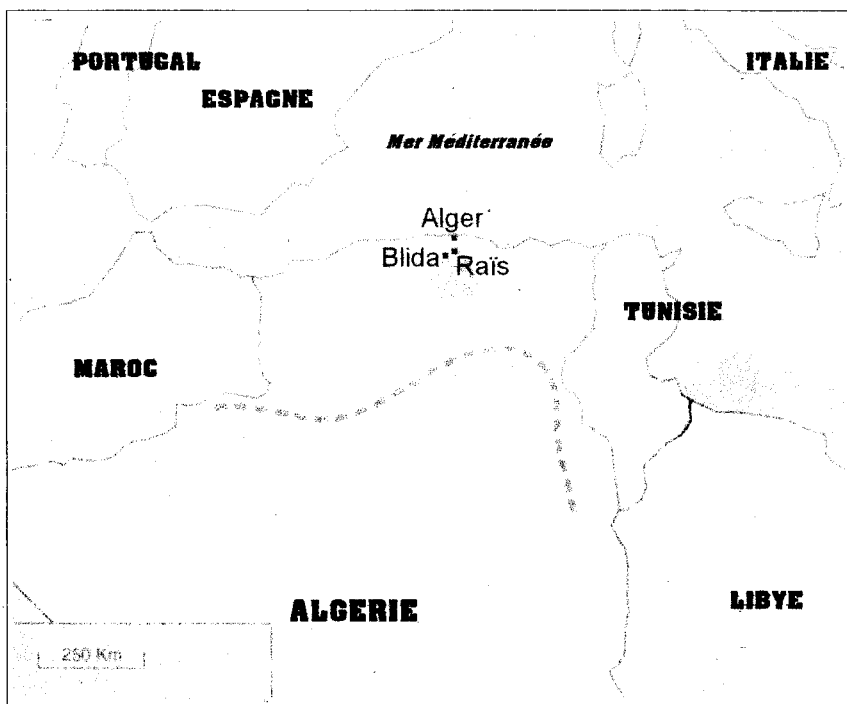 PORTUGAL
ITALIE
ESPAGNE
Mer Méditerranée
Alger
Blida
Raïs
TUNISIE
MAROC
ALGERIE
LIBYE
250 Km